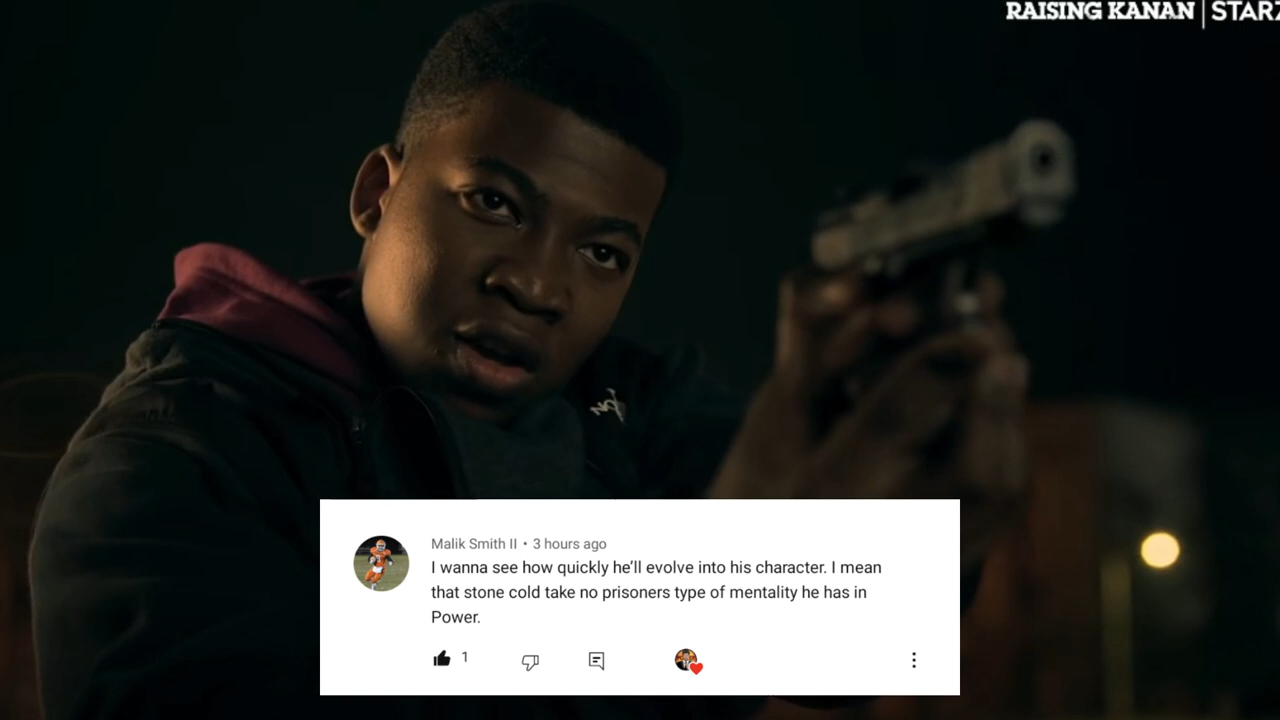 RAISING KANAN | STARZ
Malik Smith II • 3 hours ago
I wanna see how quickly he'll evolve into his character. I mean
that stone cold take no prisoners type of mentality he has in
Power.
1